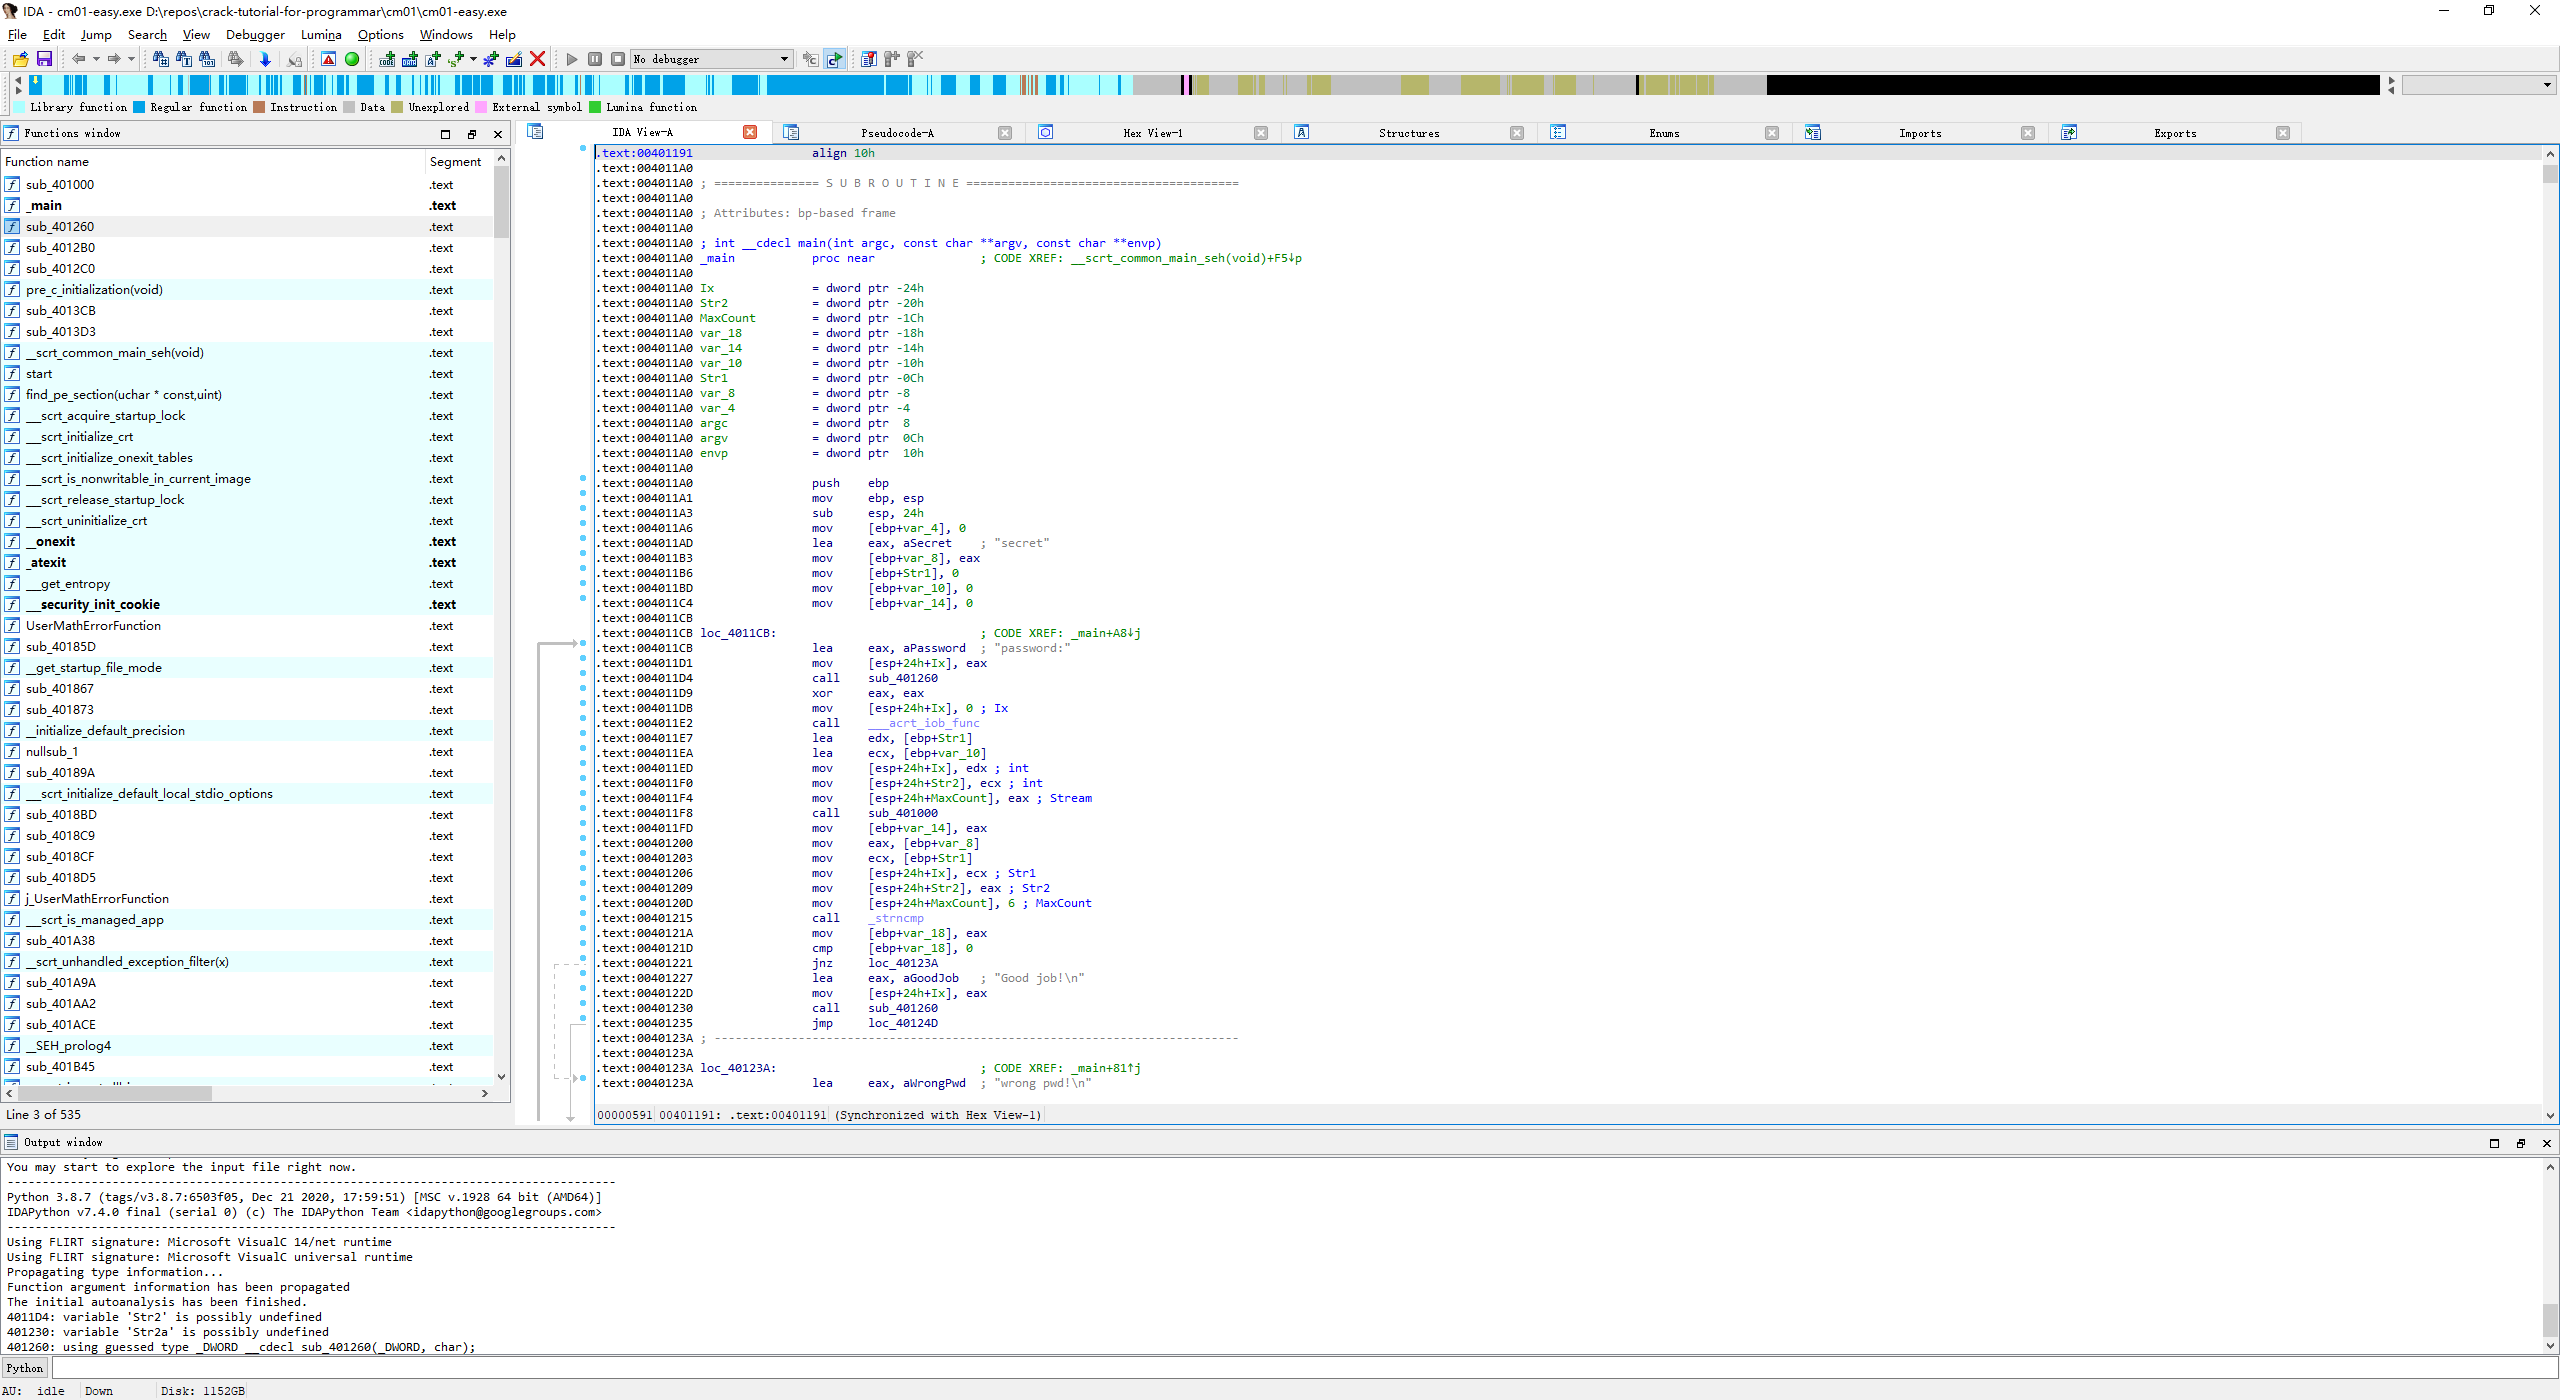 IDA - cm01-easy.exe D:\repos\crack-tutorial-for-programmar\cm01\cm01-easy.exe
File Edit Jump Search View Debugger Lumina Options Windows Help
No debugger
Library function Regular function Instruction Data Unexplored External symbol Lumina function
Functions window
Function name Segment
sub_401000 .text
_main .text
sub_401260 .text
sub_4012B0 .text
sub_4012C0 .text
pre_c_initialization(void) .text
sub_4013CB .text
sub_4013D3 .text
__scrt_common_main_seh(void) .text
start .text
find_pe_section(uchar * const,uint) .text
___scrt_acquire_startup_lock .text
___scrt_initialize_crt .text
___scrt_initialize_onexit_tables .text
___scrt_is_nonwritable_in_current_image .text
___scrt_release_startup_lock .text
___scrt_uninitialize_crt .text
__onexit .text
_atexit .text
___get_entropy .text
___security_init_cookie .text
UserMathErrorFunction .text
sub_40185D .text
__get_startup_file_mode .text
sub_401867 .text
sub_401873 .text
__initialize_default_precision .text
nullsub_1 .text
sub_40189A .text
___scrt_initialize_default_local_stdio_options .text
sub_4018BD .text
sub_4018C9 .text
sub_4018CF .text
sub_4018D5 .text
j_UserMathErrorFunction .text
___scrt_is_managed_app .text
sub_401A38 .text
__scrt_unhandled_exception_filter(x) .text
sub_401A9A .text
sub_401AA2 .text
sub_401ACE .text
__SEH_prolog4 .text
sub_401B45 .text
Line 3 of 535
IDA View-A Pseudocode-A Hex View-1 Structures Enums Imports Exports
.text:00401191 align 10h
.text:004011A0
.text:004011A0 ; =============== S U B R O U T I N E =======================================
.text:004011A0
.text:004011A0 ; Attributes: bp-based frame
.text:004011A0
.text:004011A0 ; int __cdecl main(int argc, const char **argv, const char **envp)
.text:004011A0 _main proc near ; CODE XREF: __scrt_common_main_seh(void)+F5↓p
.text:004011A0
.text:004011A0 Ix = dword ptr -24h
.text:004011A0 Str2 = dword ptr -20h
.text:004011A0 MaxCount = dword ptr -1Ch
.text:004011A0 var_18 = dword ptr -18h
.text:004011A0 var_14 = dword ptr -14h
.text:004011A0 var_10 = dword ptr -10h
.text:004011A0 Str1 = dword ptr -0Ch
.text:004011A0 var_8 = dword ptr -8
.text:004011A0 var_4 = dword ptr -4
.text:004011A0 argc = dword ptr 8
.text:004011A0 argv = dword ptr 0Ch
.text:004011A0 envp = dword ptr 10h
.text:004011A0
.text:004011A0 push ebp
.text:004011A1 mov ebp, esp
.text:004011A3 sub esp, 24h
.text:004011A6 mov [ebp+var_4], 0
.text:004011AD lea eax, aSecret ; "secret"
.text:004011B3 mov [ebp+var_8], eax
.text:004011B6 mov [ebp+Str1], 0
.text:004011BD mov [ebp+var_10], 0
.text:004011C4 mov [ebp+var_14], 0
.text:004011CB
.text:004011CB loc_4011CB: ; CODE XREF: _main+A8↓j
.text:004011CB lea eax, aPassword ; "password:"
.text:004011D1 mov [esp+24h+Ix], eax
.text:004011D4 call sub_401260
.text:004011D9 xor eax, eax
.text:004011DB mov [esp+24h+Ix], 0 ; Ix
.text:004011E2 call ___acrt_iob_func
.text:004011E7 lea edx, [ebp+Str1]
.text:004011EA lea ecx, [ebp+var_10]
.text:004011ED mov [esp+24h+Ix], edx ; int
.text:004011F0 mov [esp+24h+Str2], ecx ; int
.text:004011F4 mov [esp+24h+MaxCount], eax ; Stream
.text:004011F8 call sub_401000
.text:004011FD mov [ebp+var_14], eax
.text:00401200 mov eax, [ebp+var_8]
.text:00401203 mov ecx, [ebp+Str1]
.text:00401206 mov [esp+24h+Ix], ecx ; Str1
.text:00401209 mov [esp+24h+Str2], eax ; Str2
.text:0040120D mov [esp+24h+MaxCount], 6 ; MaxCount
.text:00401215 call _strncmp
.text:0040121A mov [ebp+var_18], eax
.text:0040121D cmp [ebp+var_18], 0
.text:00401221 jnz loc_40123A
.text:00401227 lea eax, aGoodJob ; "Good job!\n"
.text:0040122D mov [esp+24h+Ix], eax
.text:00401230 call sub_401260
.text:00401235 jmp loc_40124D
.text:0040123A ; ---------------------------------------------------------------------------
.text:0040123A
.text:0040123A loc_40123A: ; CODE XREF: _main+81↑j
.text:0040123A lea eax, aWrongPwd ; "wrong pwd!\n"
00000591 00401191: .text:00401191 (Synchronized with Hex View-1)
Output window
You may start to explore the input file right now.
---------------------------------------------------------------------------------------
Python 3.8.7 (tags/v3.8.7:6503f05, Dec 21 2020, 17:59:51) [MSC v.1928 64 bit (AMD64)]
IDAPython v7.4.0 final (serial 0) (c) The IDAPython Team <idapython@googlegroups.com>
---------------------------------------------------------------------------------------
Using FLIRT signature: Microsoft VisualC 14/net runtime
Using FLIRT signature: Microsoft VisualC universal runtime
Propagating type information...
Function argument information has been propagated
The initial autoanalysis has been finished.
4011D4: variable 'Str2' is possibly undefined
401230: variable 'Str2a' is possibly undefined
401260: using guessed type _DWORD __cdecl sub_401260(_DWORD, char);
Python
AU: idle Down Disk: 1152GB